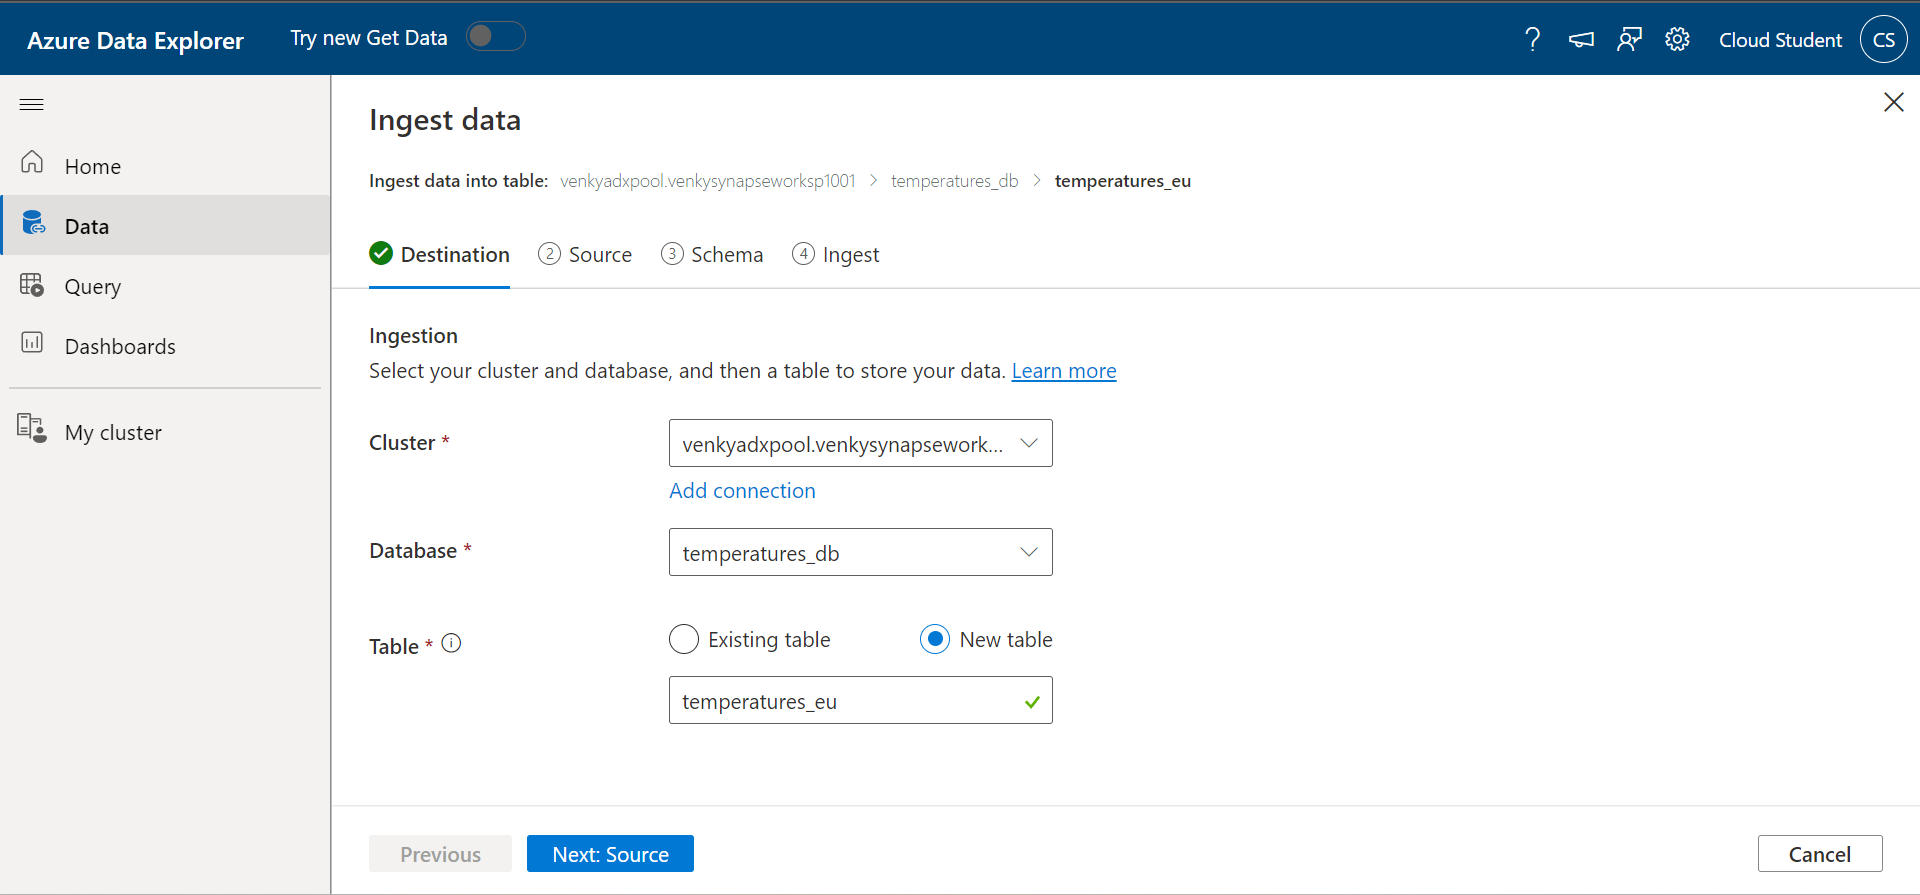 Azure Data Explorer
Try new Get Data
Cloud Student
CS
Home
Data
Query
Dashboards
My cluster
Ingest data
Ingest data into table: venkyadxpool.venkysynapseworksp1001 > temperatures_db > temperatures_eu
Destination
2 Source
3 Schema
4 Ingest
Ingestion
Select your cluster and database, and then a table to store your data. Learn more
Cluster *
venkyadxpool.venkysynapsework...
Add connection
Database *
temperatures_db
Table *
Existing table
New table
temperatures_eu
Previous
Next: Source
Cancel